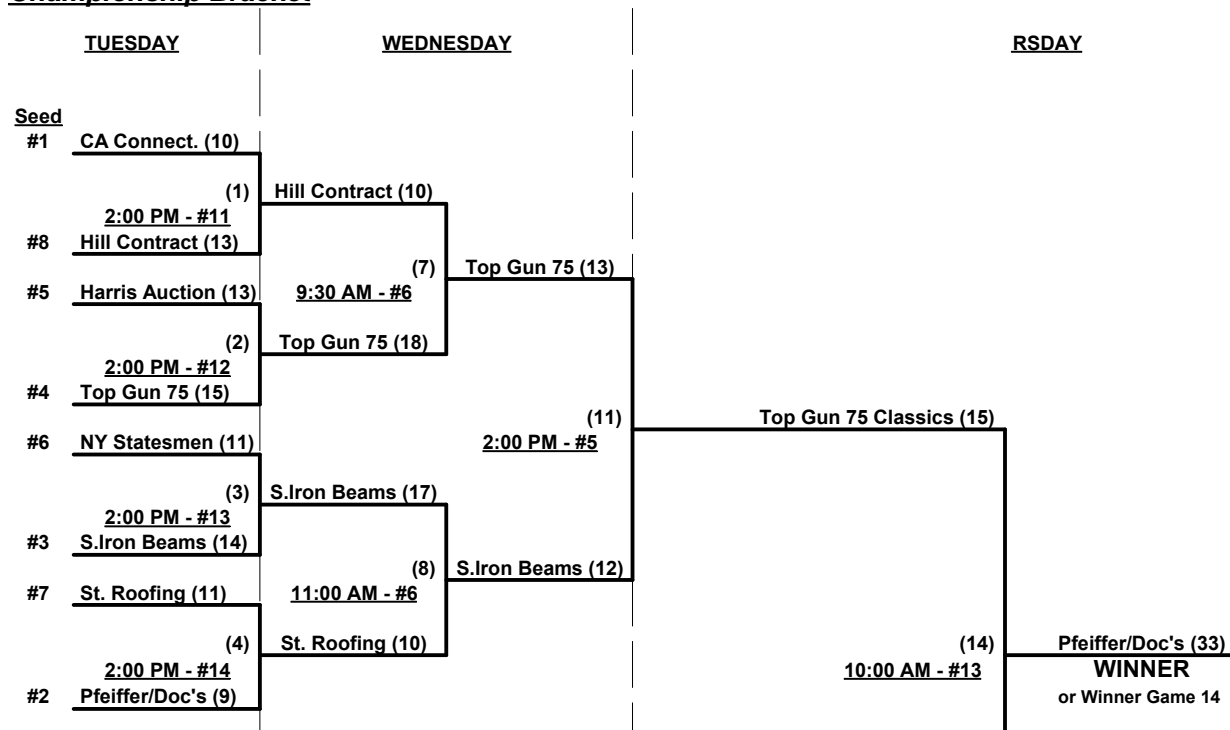 Championship Bracket
TUESDAY
WEDNESDAY
RSDAY
Seed
#1 CA Connect. (10)
(1) Hill Contract (10)
2:00 PM - #11
#8 Hill Contract (13)
(7) Top Gun 75 (13)
#5 Harris Auction (13)
9:30 AM - #6
(2) Top Gun 75 (18)
2:00 PM - #12
#4 Top Gun 75 (15)
(11) Top Gun 75 Classics (15)
#6 NY Statesmen (11)
2:00 PM - #5
(3) S.Iron Beams (17)
2:00 PM - #13
#3 S.Iron Beams (14)
(8) S.Iron Beams (12)
#7 St. Roofing (11)
11:00 AM - #6
(4) St. Roofing (10)
(14) Pfeiffer/Doc's (33)
2:00 PM - #14
10:00 AM - #13
WINNER
#2 Pfeiffer/Doc's (9)
or Winner Game 14